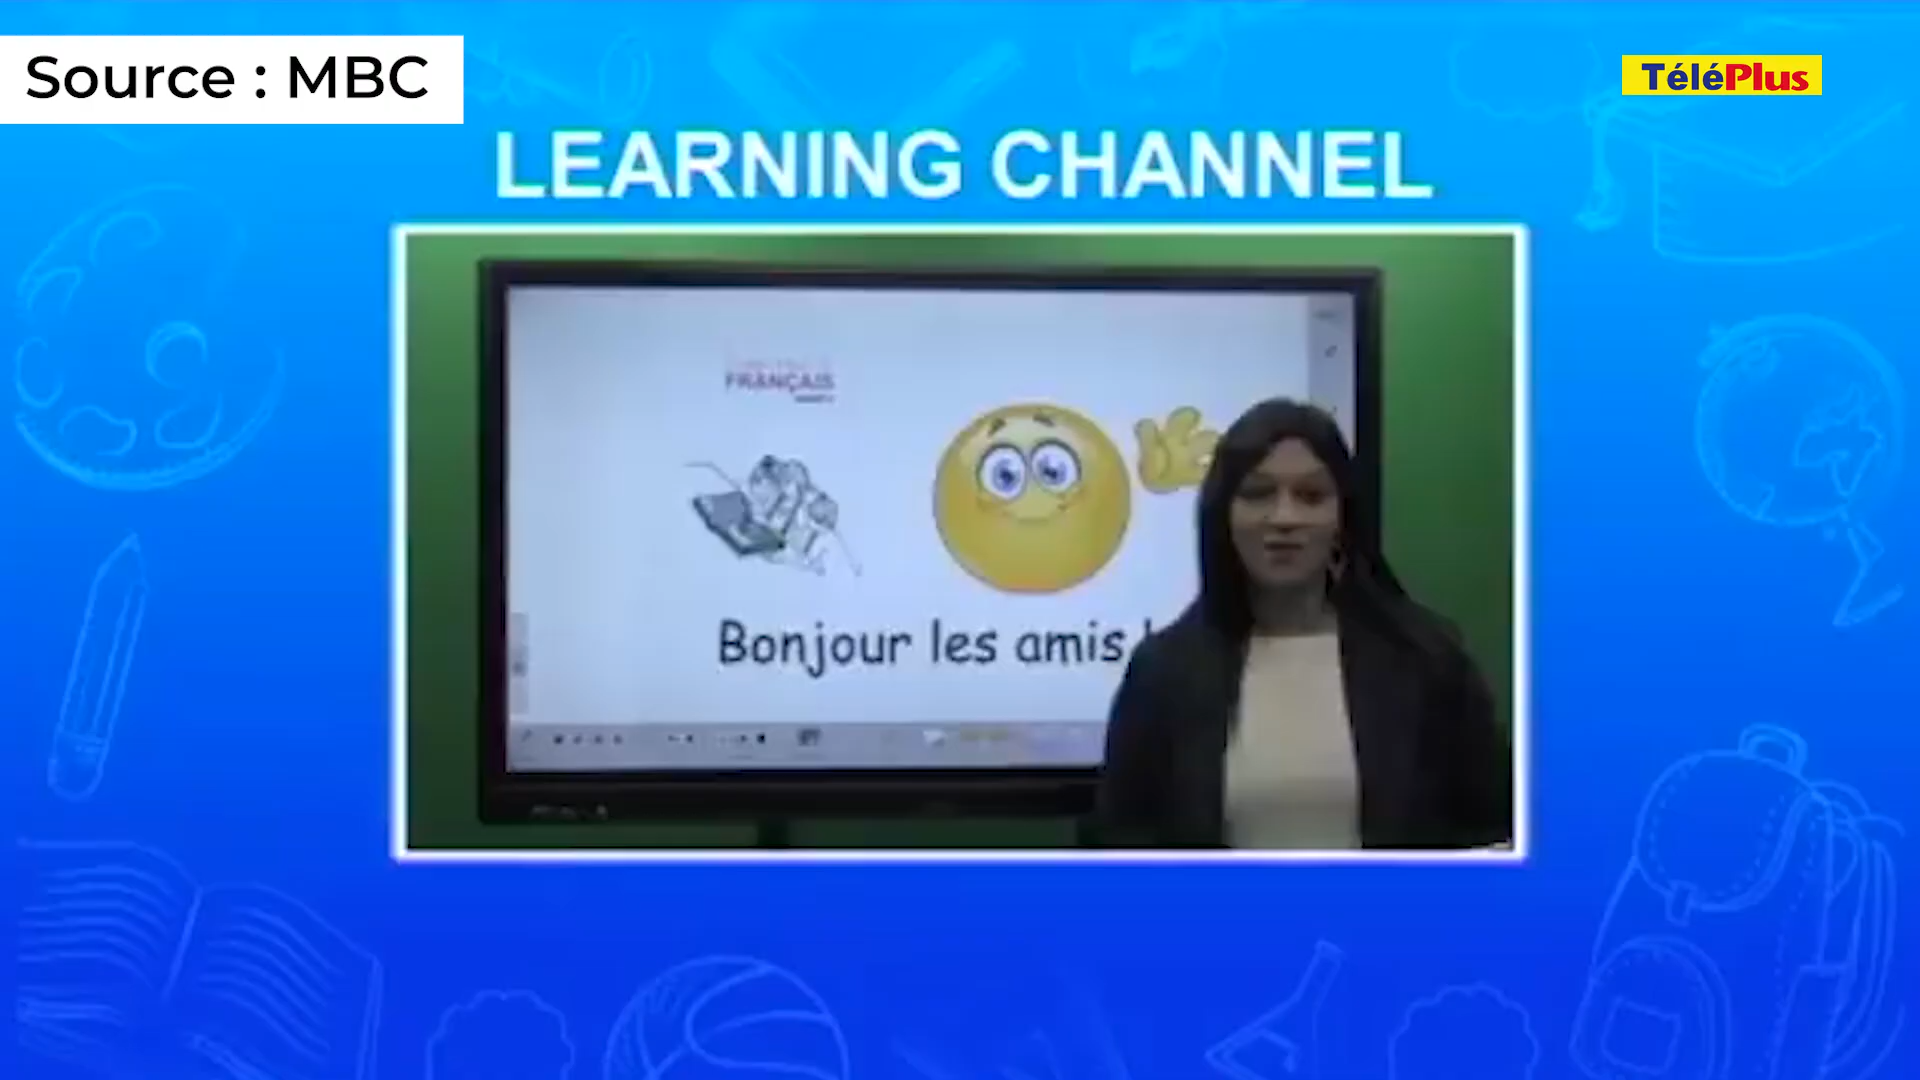 Source : MBC
TéléPlus
LEARNING CHANNEL
FRANÇAIS
Bonjour les amis !